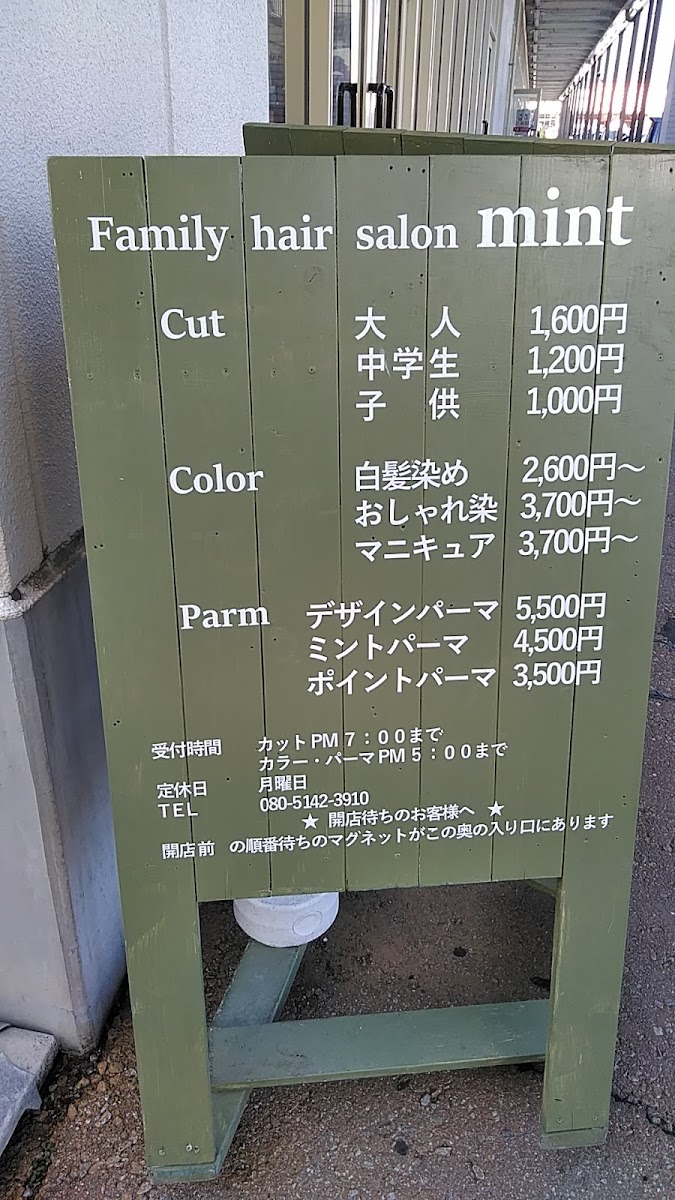 Family hair salon mint
Cut 大人 1,600円
中学生 1,200円
子供 1,000円
Color 白髪染め 2,600円～
おしゃれ染 3,700円～
マニキュア 3,700円～
Parm デザインパーマ 5,500円
ミントパーマ 4,500円
ポイントパーマ 3,500円
受付時間 カットPM７：００まで
カラー・パーマPM５：００まで
定休日 月曜日
TEL 080-5142-3910
★ 開店待ちのお客様へ ★
開店前 の順番待ちのマグネットがこの奥の入り口にあります